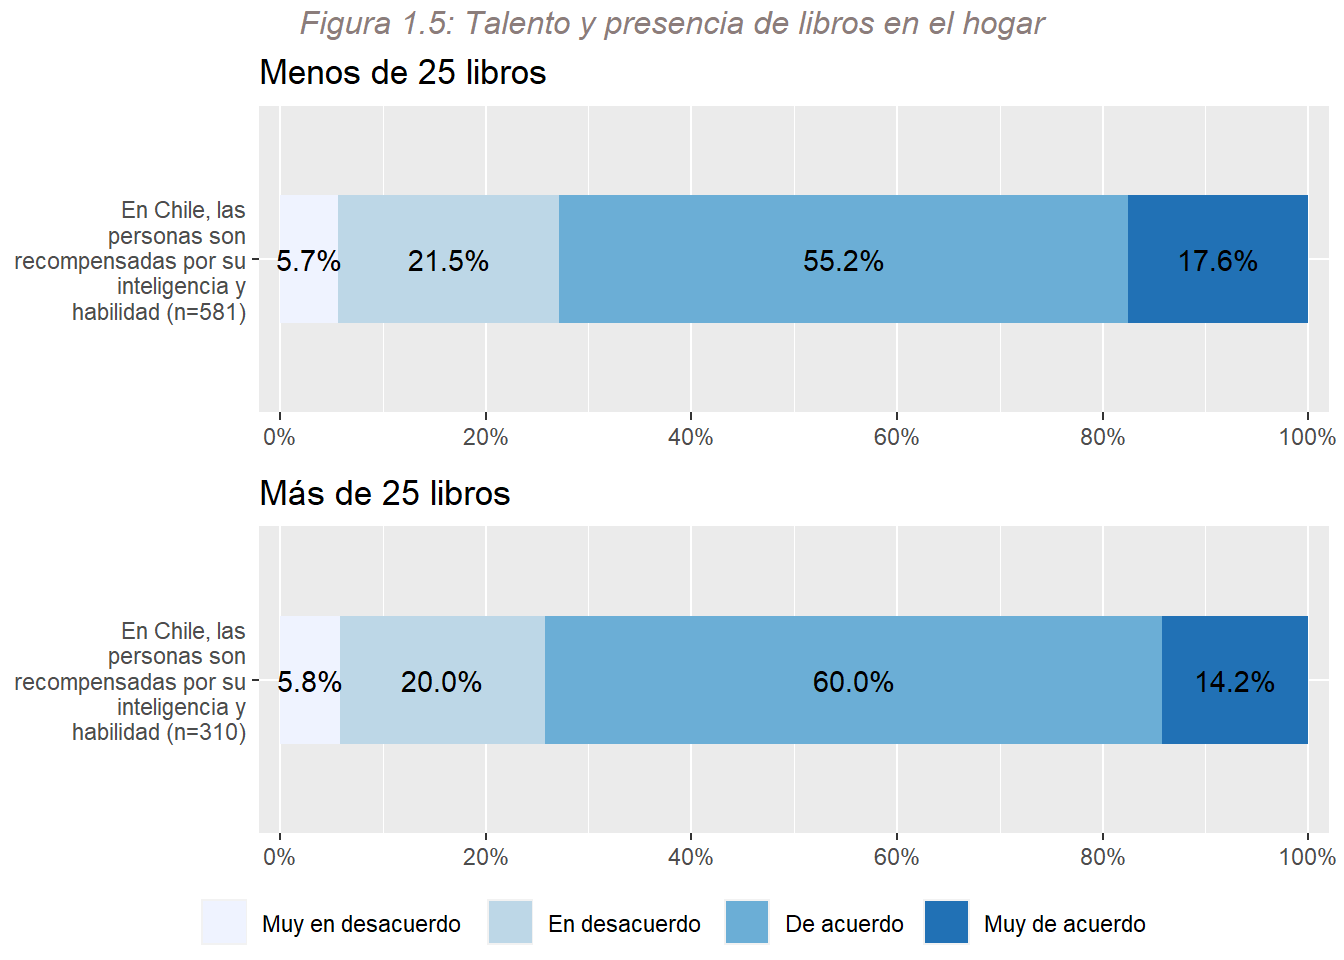 Figura 1.5: Talento y presencia de libros en el hogar
Menos de 25 libros
En Chile, las
personas son
recompensadas por su
inteligencia y
habilidad (n=581)
5.7% 21.5% 55.2% 17.6%
0% 20% 40% 60% 80% 100%
Más de 25 libros
En Chile, las
personas son
recompensadas por su
inteligencia y
habilidad (n=310)
5.8% 20.0% 60.0% 14.2%
0% 20% 40% 60% 80% 100%
Muy en desacuerdo En desacuerdo De acuerdo Muy de acuerdo